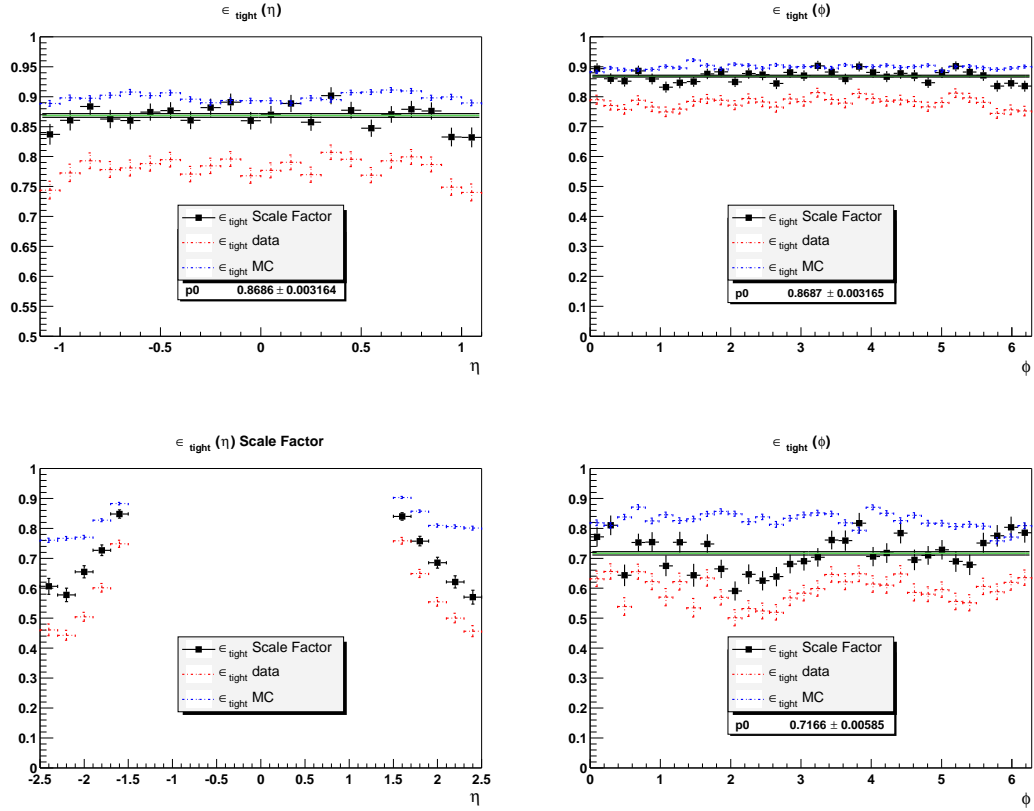 ∈ tight (η)
1
0.95
0.9
0.85
0.8
0.75
0.7
0.65
0.6
0.55
0.5
-1 -0.5 0 0.5 1
η
∈tight Scale Factor
∈tight data
∈tight MC
p0 0.8686 ± 0.003164
∈ tight (φ)
1
0.9
0.8
0.7
0.6
0.5
0.4
0.3
0.2
0.1
0
0 1 2 3 4 5 6
φ
∈tight Scale Factor
∈tight data
∈tight MC
p0 0.8687 ± 0.003165
∈ tight (η) Scale Factor
1
0.9
0.8
0.7
0.6
0.5
0.4
0.3
0.2
0.1
0
-2.5 -2 -1.5 -1 -0.5 0 0.5 1 1.5 2 2.5
η
∈tight Scale Factor
∈tight data
∈tight MC
∈ tight (φ)
1
0.9
0.8
0.7
0.6
0.5
0.4
0.3
0.2
0.1
0
0 1 2 3 4 5 6
φ
∈tight Scale Factor
∈tight data
∈tight MC
p0 0.7166 ± 0.00585